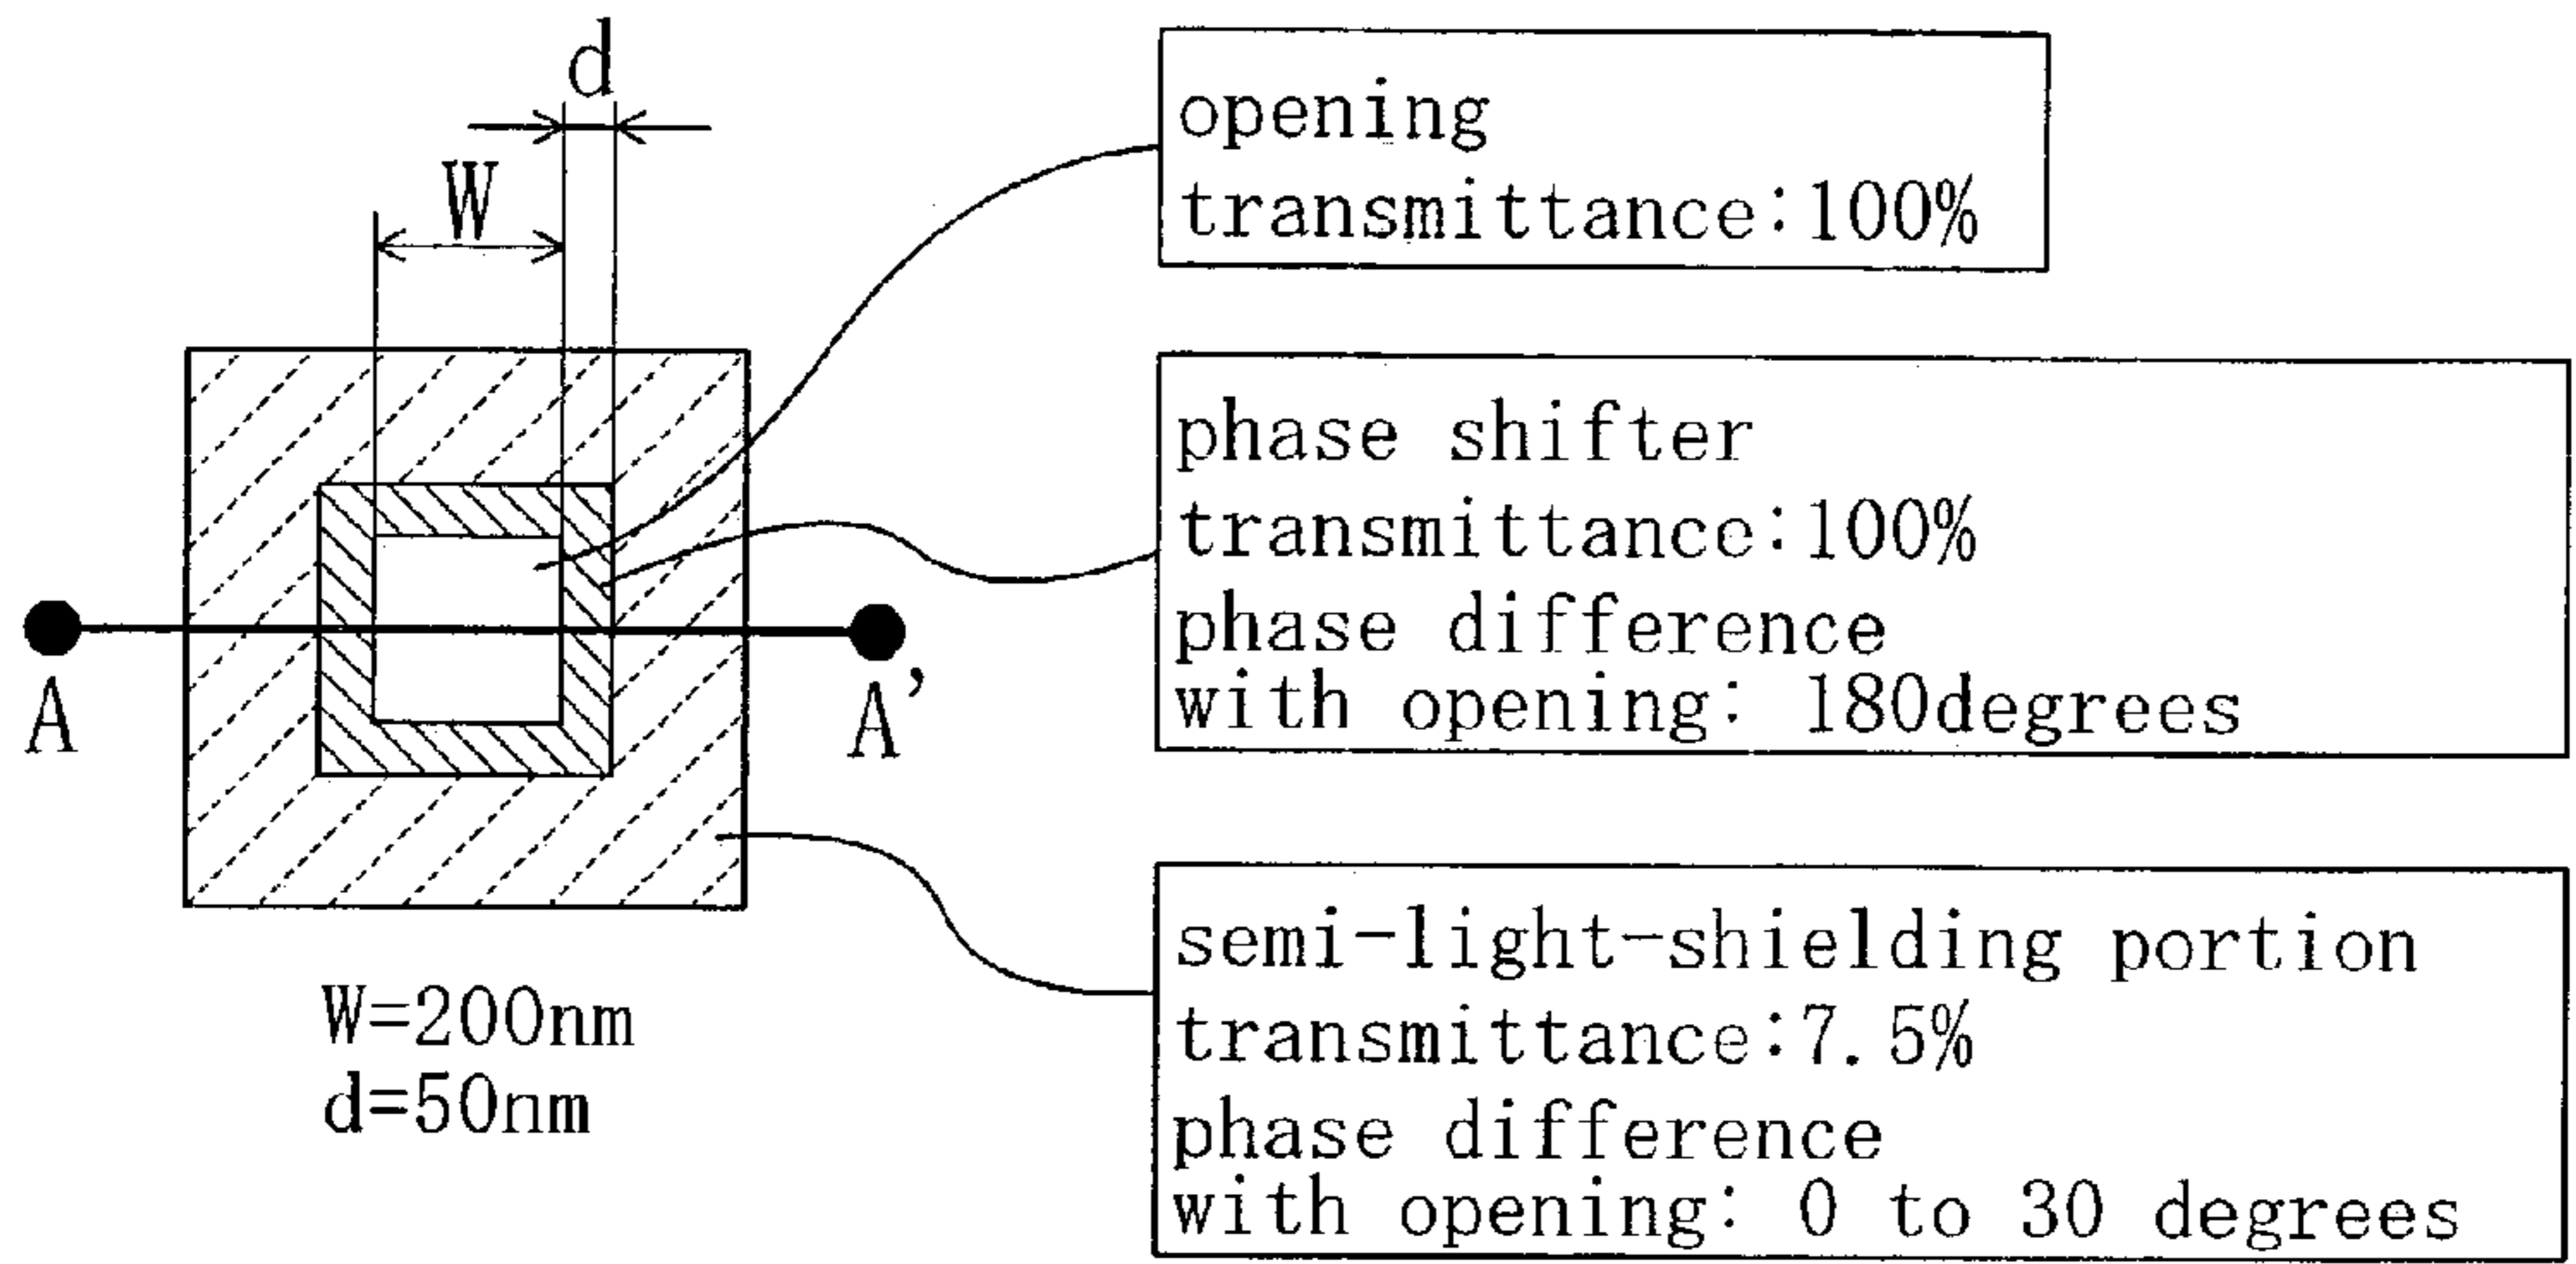 d
W
A
A'
W=200nm
d=50nm
opening
transmittance:100%
phase shifter
transmittance:100%
phase difference
with opening: 180degrees
semi-light-shielding portion
transmittance:7.5%
phase difference
with opening: 0 to 30 degrees